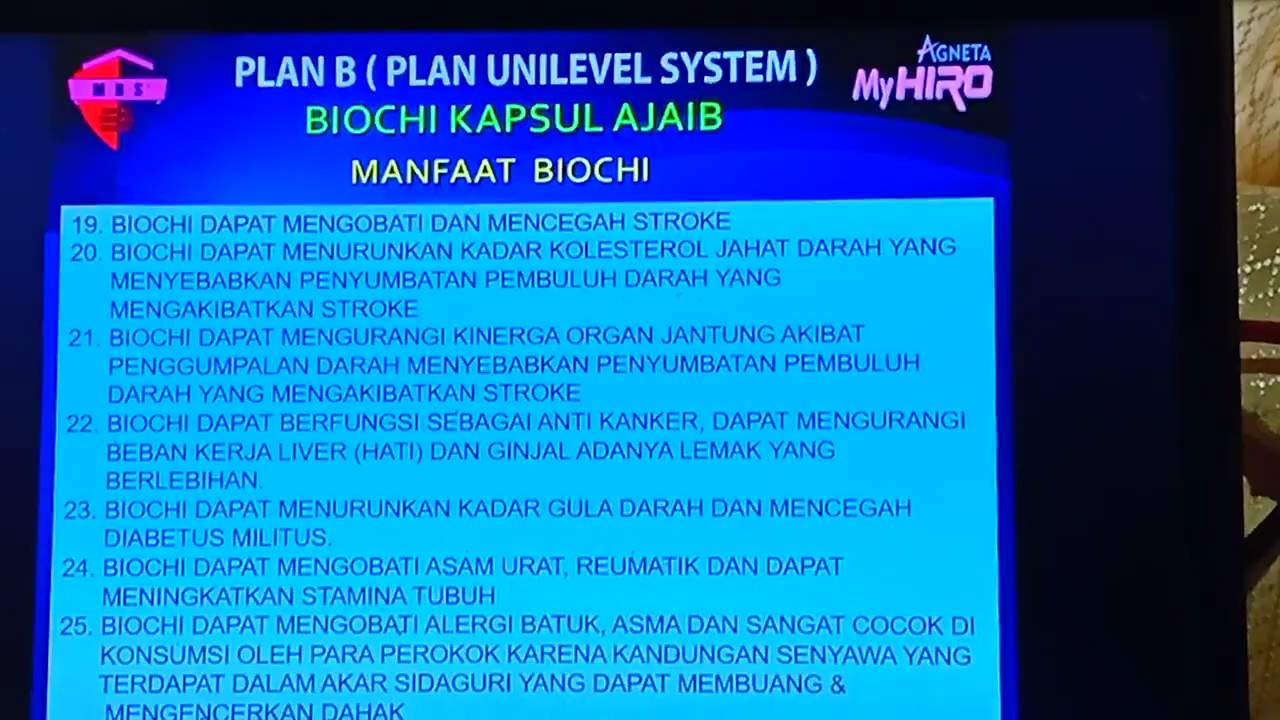 MBS
AGNETA
MyHIRO
PLAN B ( PLAN UNILEVEL SYSTEM )
BIOCHI KAPSUL AJAIB
MANFAAT BIOCHI
19. BIOCHI DAPAT MENGOBATI DAN MENCEGAH STROKE
20. BIOCHI DAPAT MENURUNKAN KADAR KOLESTEROL JAHAT DARAH YANG
MENYEBABKAN PENYUMBATAN PEMBULUH DARAH YANG
MENGAKIBATKAN STROKE
21. BIOCHI DAPAT MENGURANGI KINERGA ORGAN JANTUNG AKIBAT
PENGGUMPALAN DARAH MENYEBABKAN PENYUMBATAN PEMBULUH
DARAH YANG MENGAKIBATKAN STROKE
22. BIOCHI DAPAT BERFUNGSI SEBAGAI ANTI KANKER, DAPAT MENGURANGI
BEBAN KERJA LIVER (HATI) DAN GINJAL ADANYA LEMAK YANG
BERLEBIHAN.
23. BIOCHI DAPAT MENURUNKAN KADAR GULA DARAH DAN MENCEGAH
DIABETUS MILITUS.
24. BIOCHI DAPAT MENGOBATI ASAM URAT, REUMATIK DAN DAPAT
MENINGKATKAN STAMINA TUBUH
25. BIOCHI DAPAT MENGOBATI ALERGI BATUK, ASMA DAN SANGAT COCOK DI
KONSUMSI OLEH PARA PEROKOK KARENA KANDUNGAN SENYAWA YANG
TERDAPAT DALAM AKAR SIDAGURI YANG DAPAT MEMBUANG &
MENGENCERKAN DAHAK